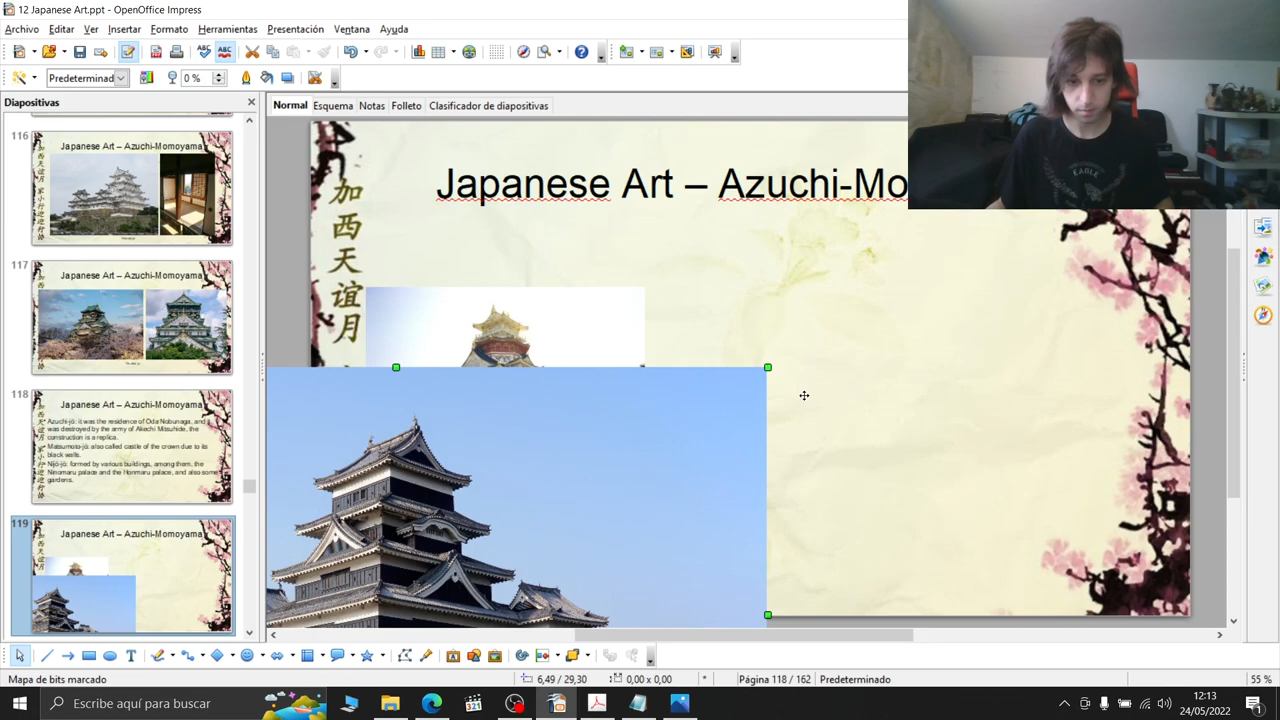 12 Japanese Art.ppt - OpenOffice Impress
Archivo Editar Ver Insertar Formato Herramientas Presentación Ventana Ayuda
Predeterminad
0 %
Diapositivas
Normal Esquema Notas Folleto Clasificador de diapositivas
116
Japanese Art – Azuchi-Momoyama
117
Japanese Art – Azuchi-Momoyama
118
Japanese Art – Azuchi-Momoyama
Azuchi-jō: it was the residence of Oda Nobunaga, and it
was destroyed by the army of Akechi Mitsuhide, the
construction is a replica.
Matsumoto-jō: also called castle of the crown due to its
black walls.
Nijō-jō: formed by various buildings, among them, the
Ninomaru palace and the Honmaru palace, and also some
gardens.
119
Japanese Art – Azuchi-Momoyama
Japanese Art – Azuchi-Mo
加
西
天
谊
月
EAGLE
Mapa de bits marcado
6,49 / 29,30
0,00 x 0,00
*
Página 118 / 162
Predeterminado
55 %
Escribe aquí para buscar
321
12:13
24/05/2022
1